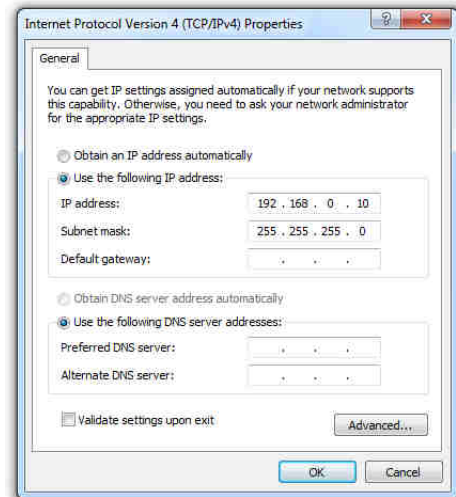 Internet Protocol Version 4 (TCP/IPv4) Properties
General
You can get IP settings assigned automatically if your network supports
this capability. Otherwise, you need to ask your network administrator
for the appropriate IP settings.
Obtain an IP address automatically
Use the following IP address:
IP address: 192 . 168 . 0 . 10
Subnet mask: 255 . 255 . 255 . 0
Default gateway: . . .
Obtain DNS server address automatically
Use the following DNS server addresses:
Preferred DNS server: . . .
Alternate DNS server: . . .
Validate settings upon exit
Advanced...
OK Cancel